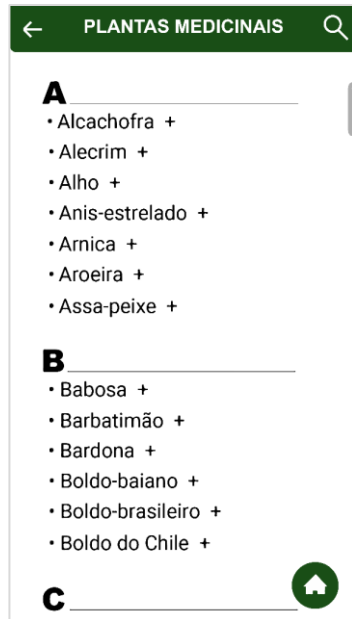 PLANTAS MEDICINAIS
A
• Alcachofra +
• Alecrim +
• Alho +
• Anis-estrelado +
• Arnica +
• Aroeira +
• Assa-peixe +
B
• Babosa +
• Barbatimão +
• Bardona +
• Boldo-baiano +
• Boldo-brasileiro +
• Boldo do Chile +
C